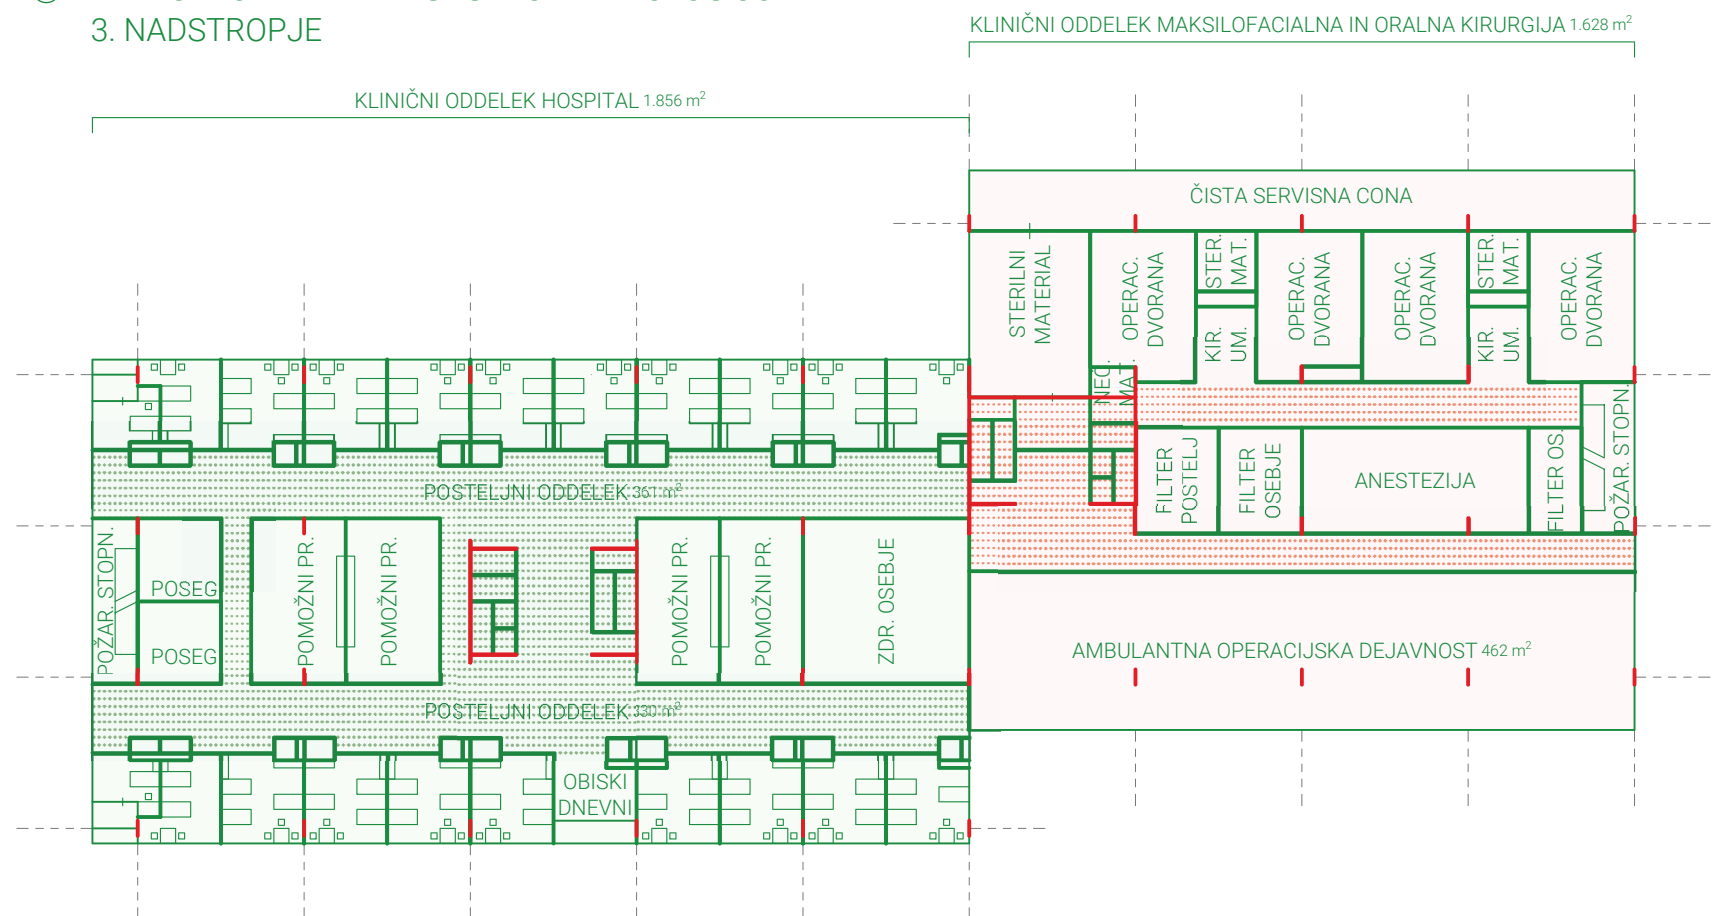 3. NADSTROPJE
KLINIČNI ODDELEK MAKSILOFACIALNA IN ORALNA KIRURGIJA 1.628 m²
KLINIČNI ODDELEK HOSPITAL 1.856 m²
ČISTA SERVISNA CONA
STERILNI
MATERIAL
OPERAC.
DVORANA
STER.
MAT.
KIR.
UM.
OPERAC.
DVORANA
OPERAC.
DVORANA
STER.
MAT.
KIR.
UM.
OPERAC.
DVORANA
NEČ.
MAT.
FILTER
POSTELJ
FILTER
OSEBJE
ANESTEZIJA
FILTER OS.
POŽAR. STOPN.
POSTELJNI ODDELEK 361 m²
POŽAR. STOPN.
POSEG
POSEG
POMOŽNI PR.
POMOŽNI PR.
POMOŽNI PR.
POMOŽNI PR.
ZDR. OSEBJE
AMBULANTNA OPERACIJSKA DEJAVNOST 462 m²
POSTELJNI ODDELEK 330 m²
OBISKI
DNEVNI